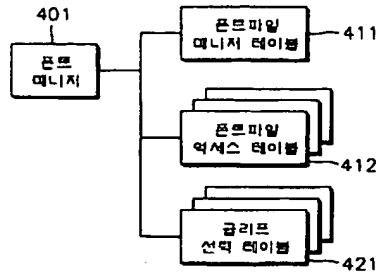 401
폰트
매니저
폰트파일
매니저 테이블
411
폰트파일
억세스 테이블
412
글리프
선택 테이블
421